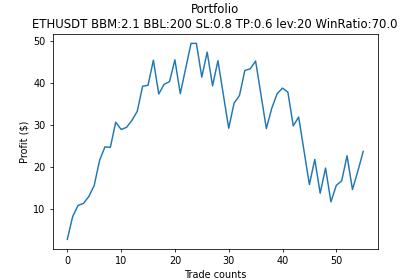 Portfolio
ETHUSDT BBM:2.1 BBL:200 SL:0.8 TP:0.6 lev:20 WinRatio:70.0
50
40
30
20
10
Profit ($)
0 10 20 30 40 50
Trade counts